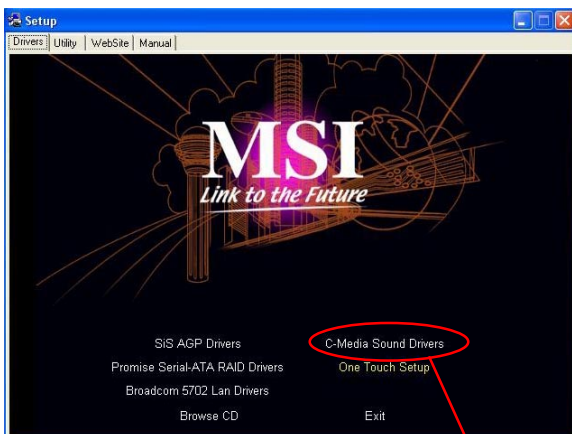 Setup
Drivers Utility WebSite Manual
MSI
Link to the Future
SiS AGP Drivers C-Media Sound Drivers
Promise Serial-ATA RAID Drivers One Touch Setup
Broadcom 5702 Lan Drivers
Browse CD Exit